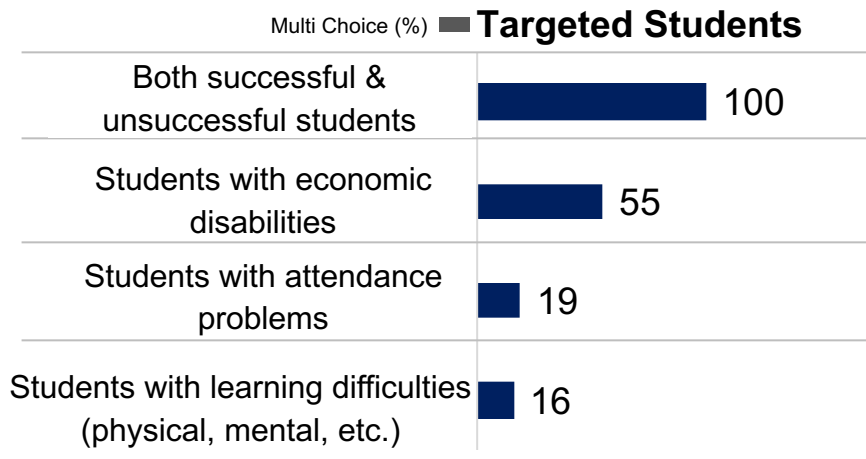 Multi Choice (%) Targeted Students
Both successful &
unsuccessful students
100
Students with economic
disabilities
55
Students with attendance
problems
19
Students with learning difficulties
(physical, mental, etc.)
16